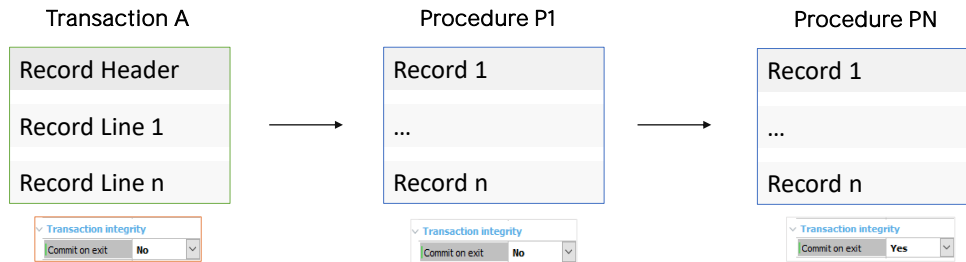 Transaction A
Procedure P1
Procedure PN
Record Header
Record Line 1
Record Line n
Record 1
...
Record n
Record 1
...
Record n
Transaction integrity
Commit on exit No
Transaction integrity
Commit on exit No
Transaction integrity
Commit on exit Yes